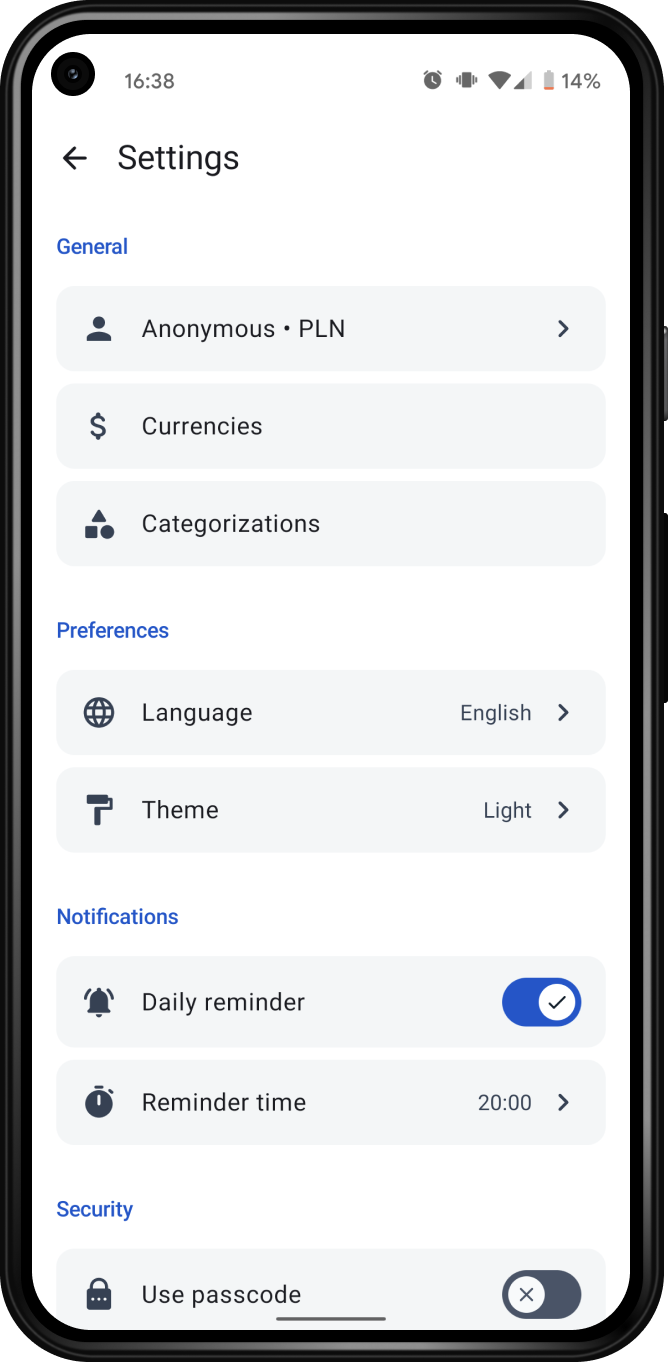 16:38 14%
Settings
General
Anonymous • PLN
Currencies
Categorizations
Preferences
Language English
Theme Light
Notifications
Daily reminder
Reminder time 20:00
Security
Use passcode